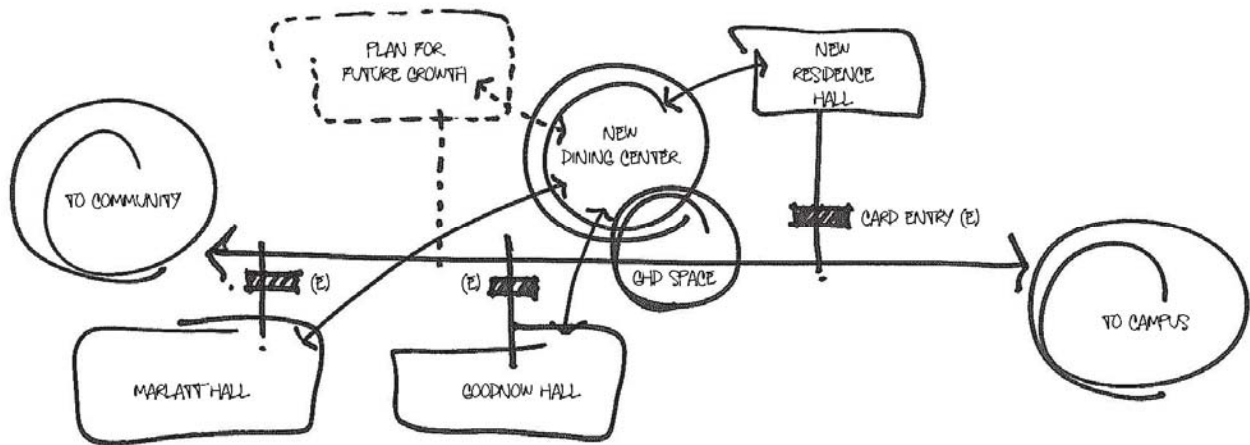 PLAN FOR
FUTURE GROWTH
NEW
RESIDENCE
HALL
NEW
DINING CENTER
TO COMMUNITY
CARD ENTRY (E)
(E)
(E)
GHD SPACE
TO CAMPUS
MARLATT HALL
GOODNOW HALL